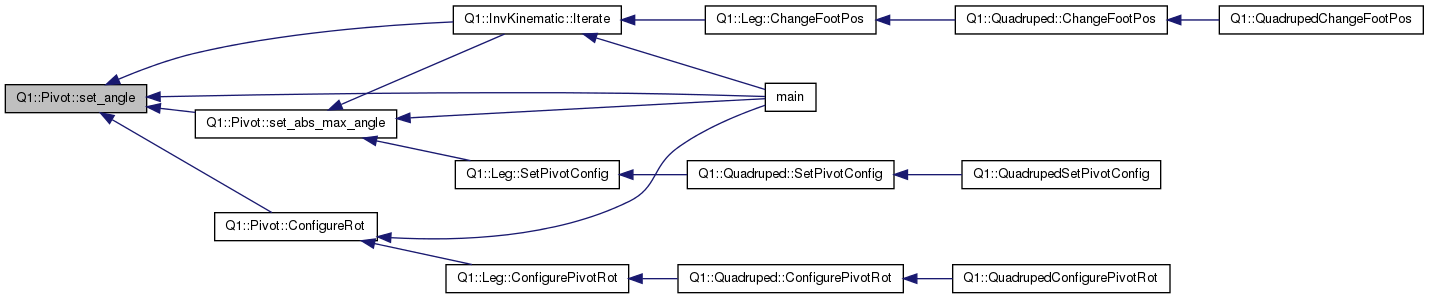 Q1::InvKinematic::Iterate
Q1::Leg::ChangeFootPos
Q1::Quadruped::ChangeFootPos
Q1::QuadrupedChangeFootPos
Q1::Pivot::set_angle
main
Q1::Pivot::set_abs_max_angle
Q1::Leg::SetPivotConfig
Q1::Quadruped::SetPivotConfig
Q1::QuadrupedSetPivotConfig
Q1::Pivot::ConfigureRot
Q1::Leg::ConfigurePivotRot
Q1::Quadruped::ConfigurePivotRot
Q1::QuadrupedConfigurePivotRot